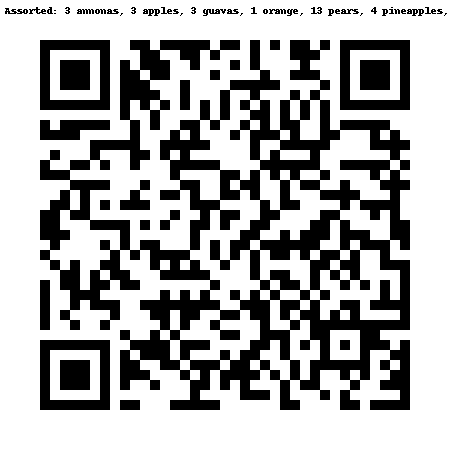 Assorted: 3 annonas, 3 apples, 3 guavas, 1 orange, 13 pears, 4 pineapples,